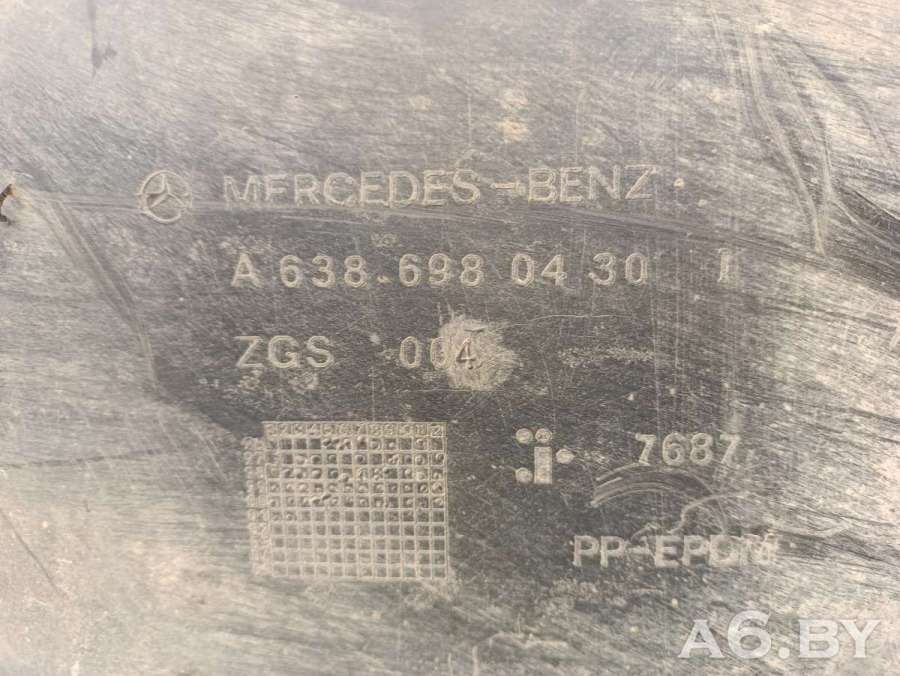 MERCEDES-BENZ
A 638 698 04 30
ZGS 004
7687
PP-EPDM
A6.BY